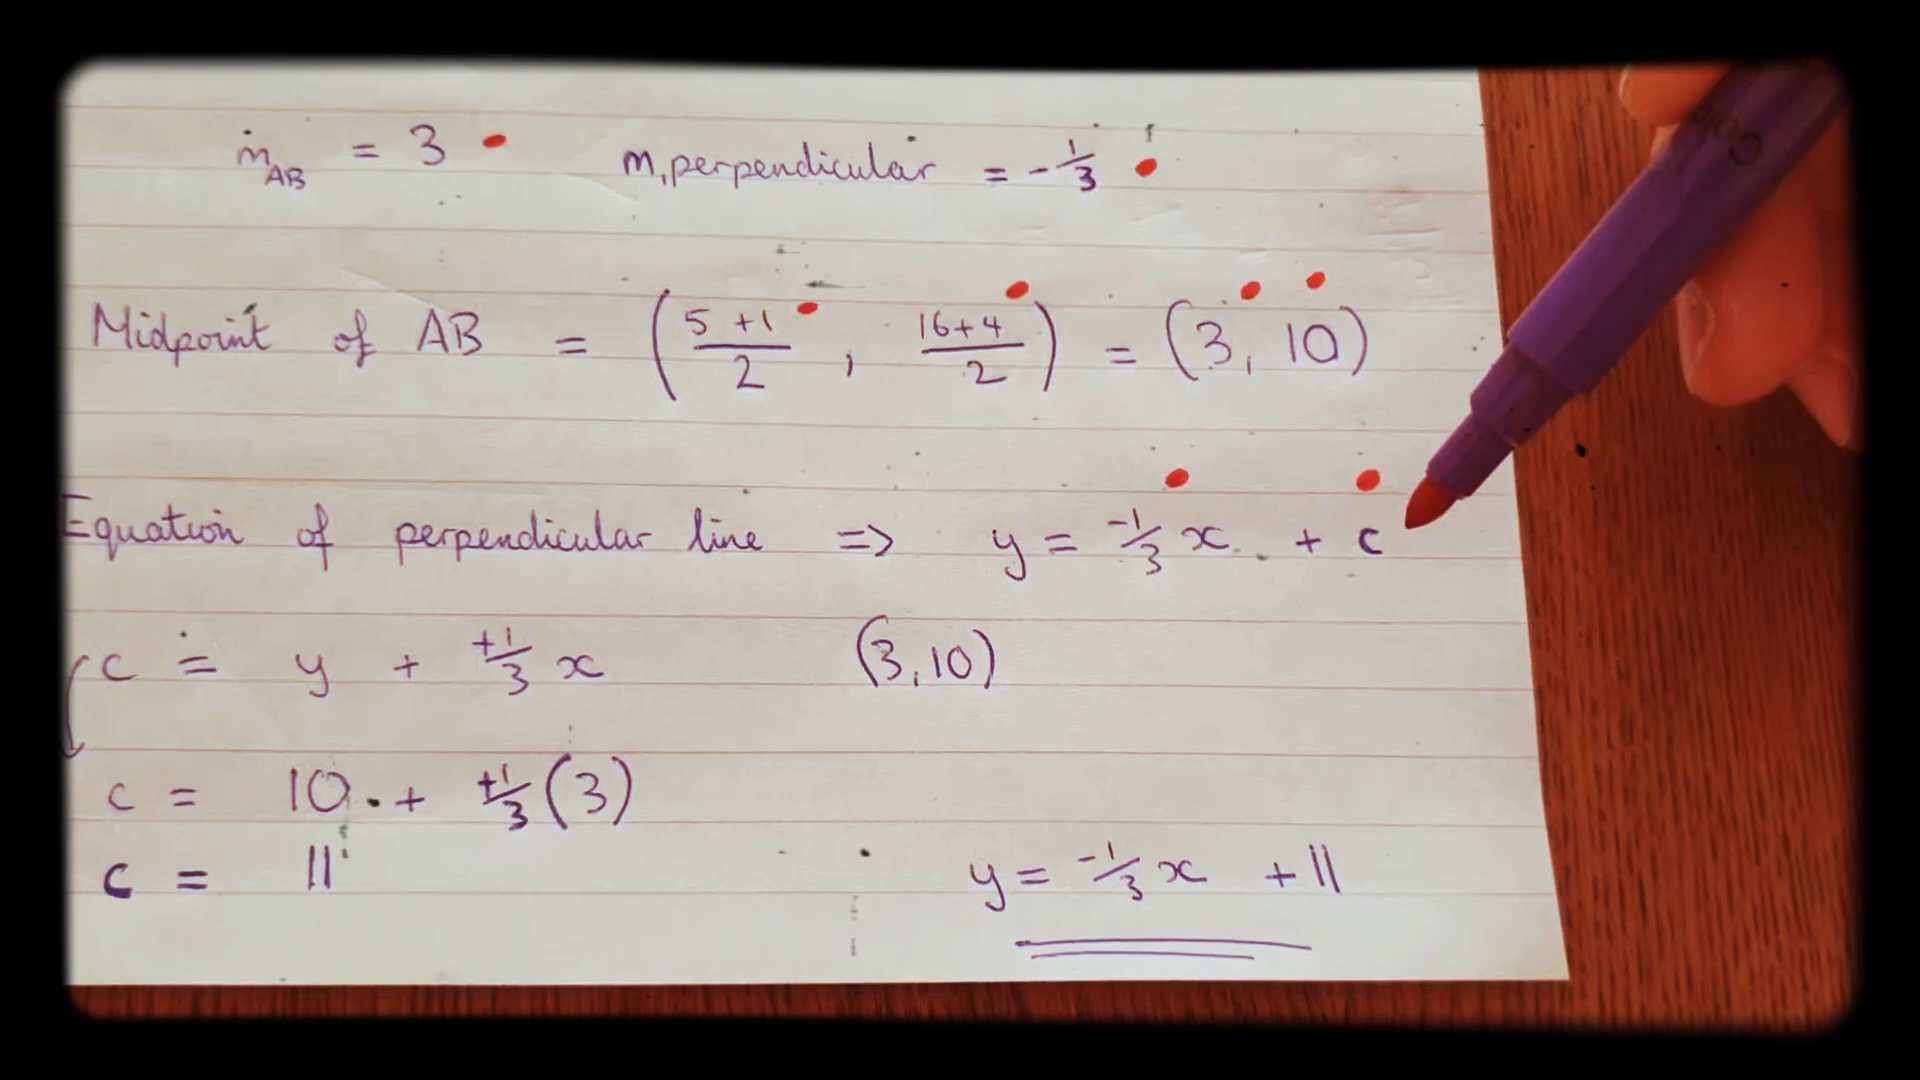 m_AB = 3 m,perpendicular = -1/3
Midpoint of AB = (5+1/2, 16+4/2) = (3, 10)
Equation of perpendicular line => y = -1/3 x + c
c = y + +1/3 x (3,10)
c = 10 + +1/3 (3)
c = 11 y = -1/3 x + 11